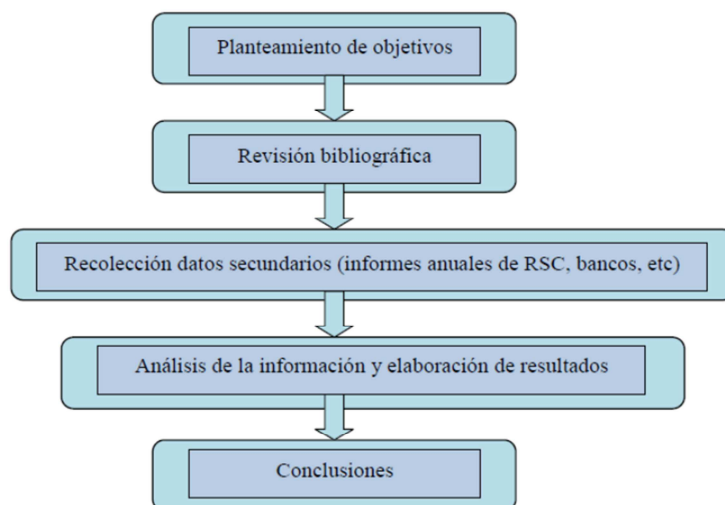 Planteamiento de objetivos
Revisión bibliográfica
Recolección datos secundarios (informes anuales de RSC, bancos, etc)
Análisis de la información y elaboración de resultados
Conclusiones